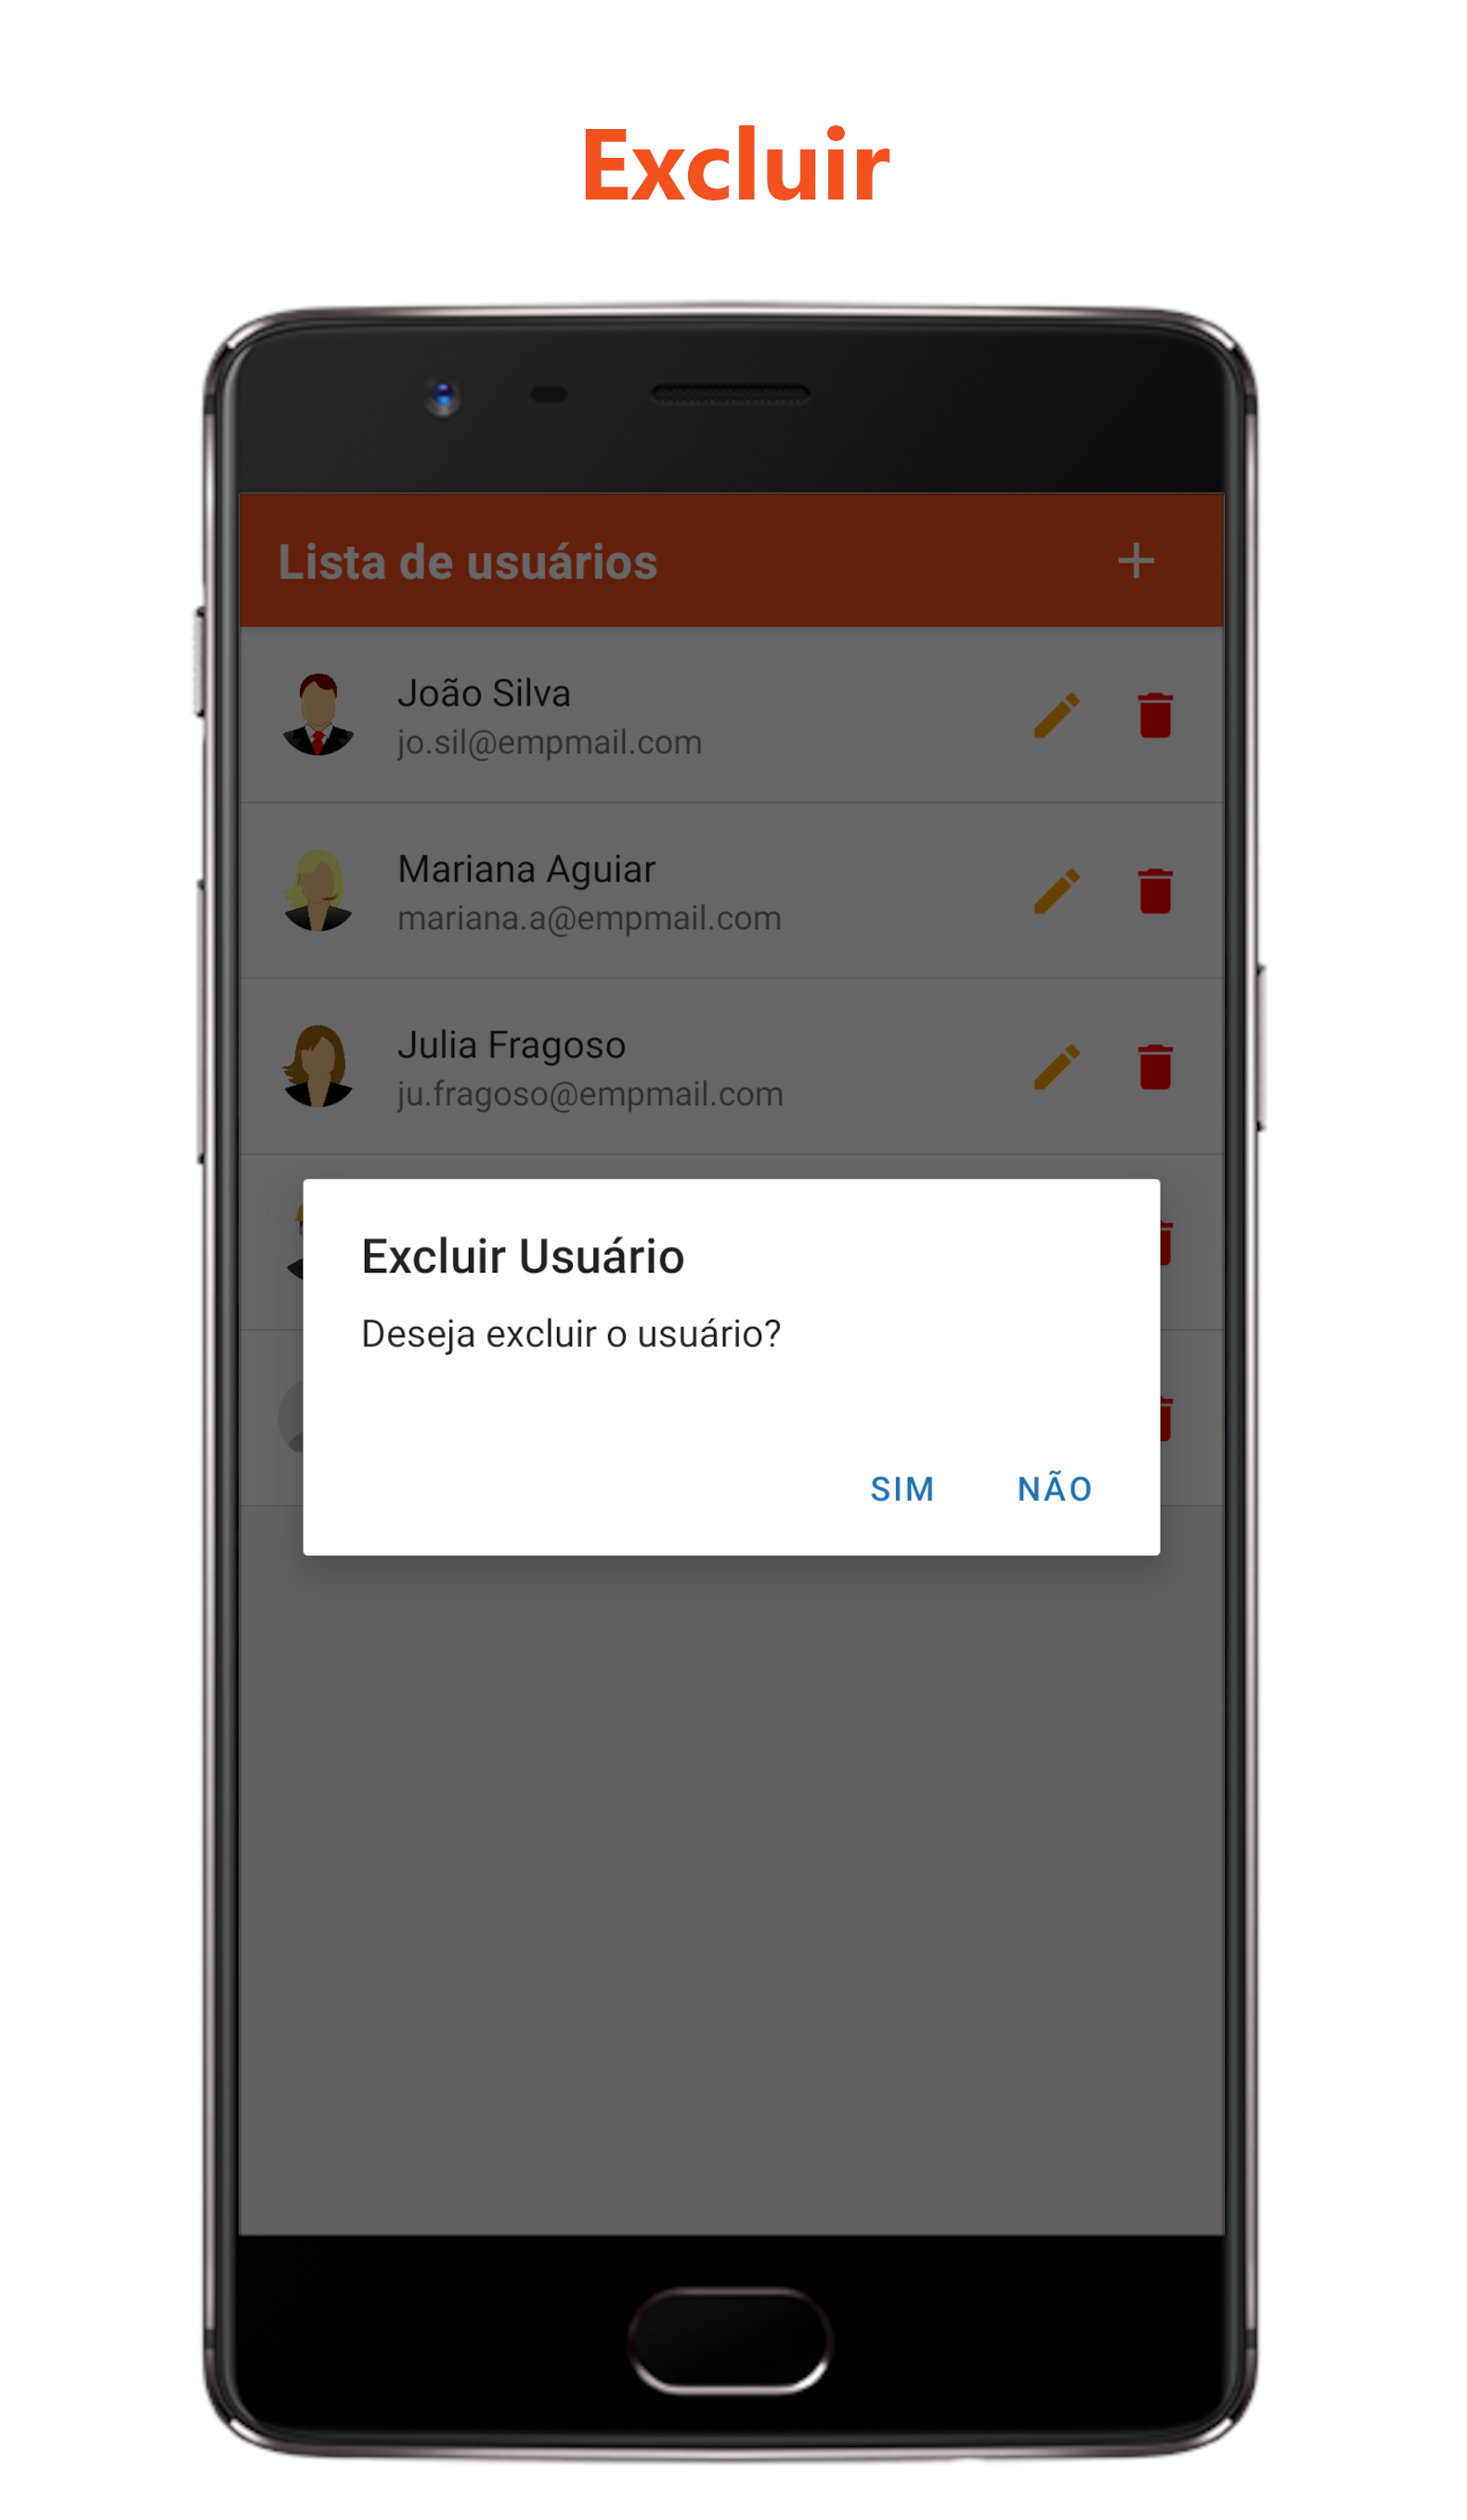 Excluir
Lista de usuários
João Silva
jo.sil@empmail.com
Mariana Aguiar
mariana.a@empmail.com
Julia Fragoso
ju.fragoso@empmail.com
Excluir Usuário
Deseja excluir o usuário?
SIM NÃO